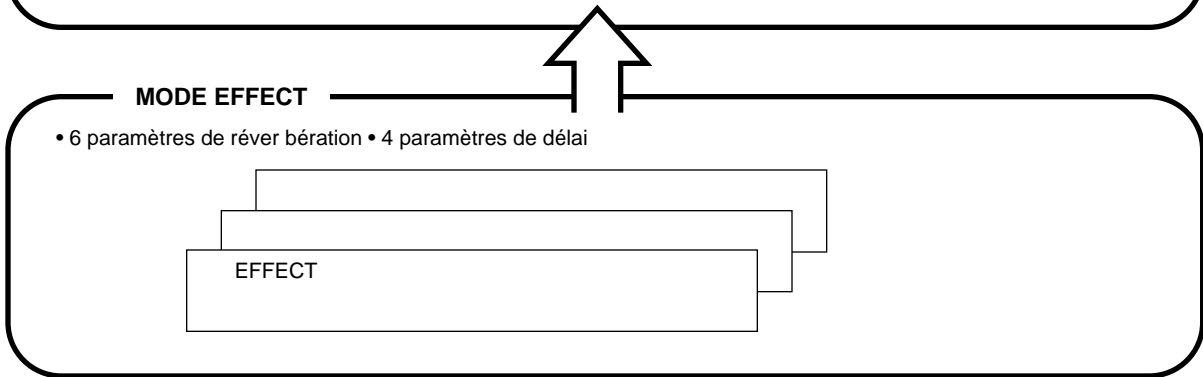 MODE EFFECT
• 6 paramètres de réver bération • 4 paramètres de délai
EFFECT